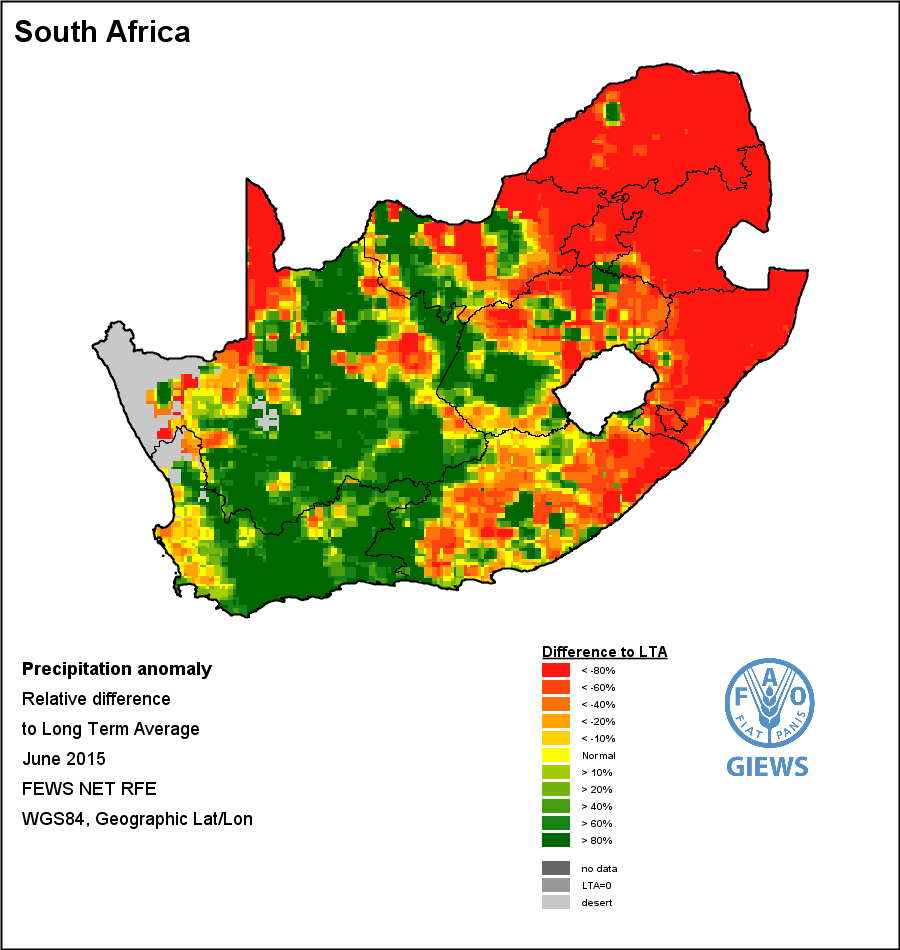 South Africa
Precipitation anomaly
Relative difference
to Long Term Average
June 2015
FEWS NET RFE
WGS84, Geographic Lat/Lon
Difference to LTA
< -80%
< -60%
< -40%
< -20%
< -10%
Normal
> 10%
> 20%
> 40%
> 60%
> 80%
no data
LTA=0
desert
F A O
FIAT PANIS
GIEWS